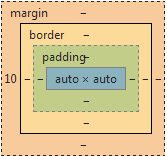 margin –
border –
padding –
10 – – auto × auto – – –
–
–
–